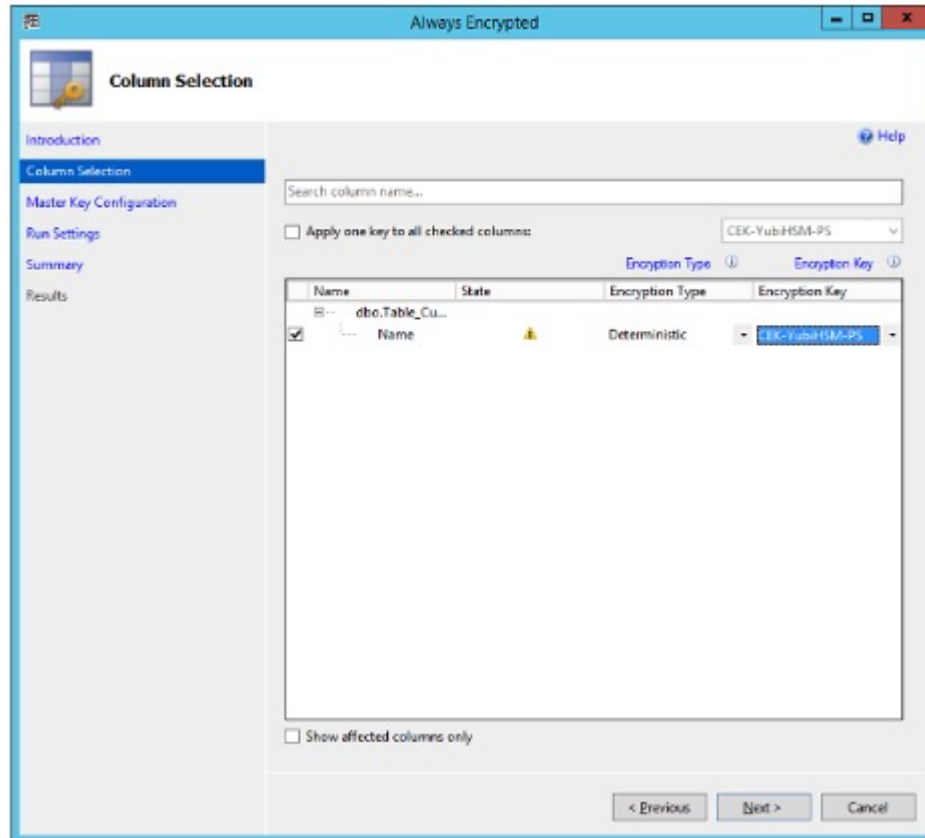 Always Encrypted
Column Selection
Introduction
Help
Column Selection
Master Key Configuration
Run Settings
Summary
Results
Search column name...
Apply one key to all checked columns:
CEK-YubiHSM-PS
Encryption Type
Encryption Key
Name State Encryption Type Encryption Key
dbo.Table_Cu...
Name Deterministic CEK-YubiHSM-PS
Show affected columns only
< Previous Next > Cancel